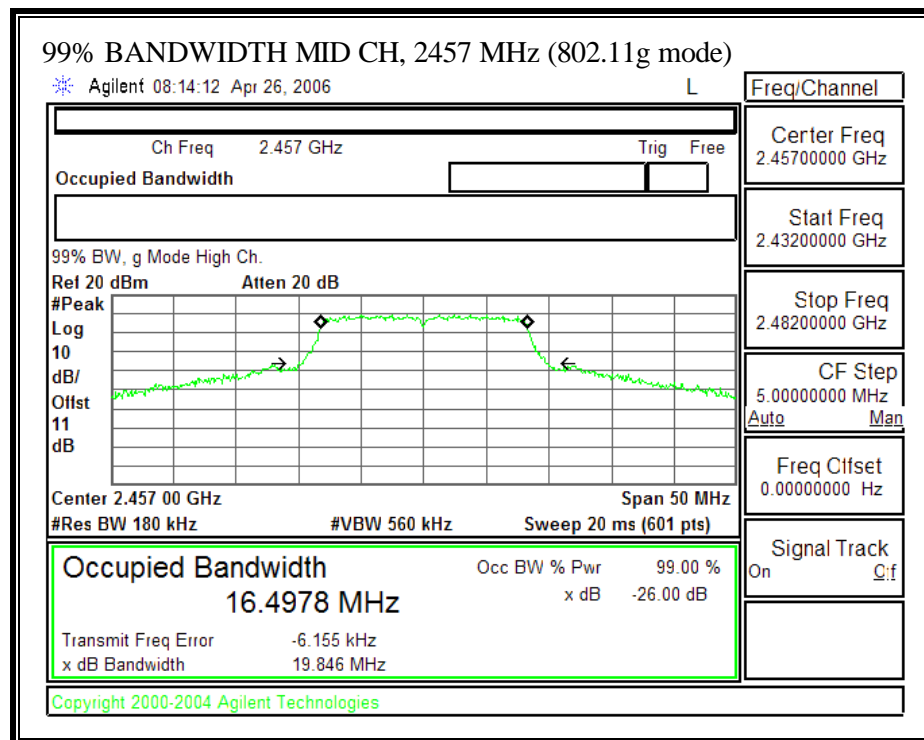 99% BANDWIDTH MID CH, 2457 MHz (802.11g mode)
Agilent 08:14:12 Apr 26, 2006 L
Freq/Channel
Ch Freq 2.457 GHz Trig Free
Occupied Bandwidth
Center Freq
2.45700000 GHz
Start Freq
2.43200000 GHz
Stop Freq
2.48200000 GHz
CF Step
5.00000000 MHz
Auto Man
Freq Offset
0.00000000 Hz
Signal Track
On Off
99% BW, g Mode High Ch.
Ref 20 dBm Atten 20 dB
#Peak
Log
10
dB/
Offst
11
dB
Center 2.457 00 GHz Span 50 MHz
#Res BW 180 kHz #VBW 560 kHz Sweep 20 ms (601 pts)
Occupied Bandwidth
16.4978 MHz
Occ BW % Pwr 99.00 %
x dB -26.00 dB
Transmit Freq Error -6.155 kHz
x dB Bandwidth 19.846 MHz
Copyright 2000-2004 Agilent Technologies